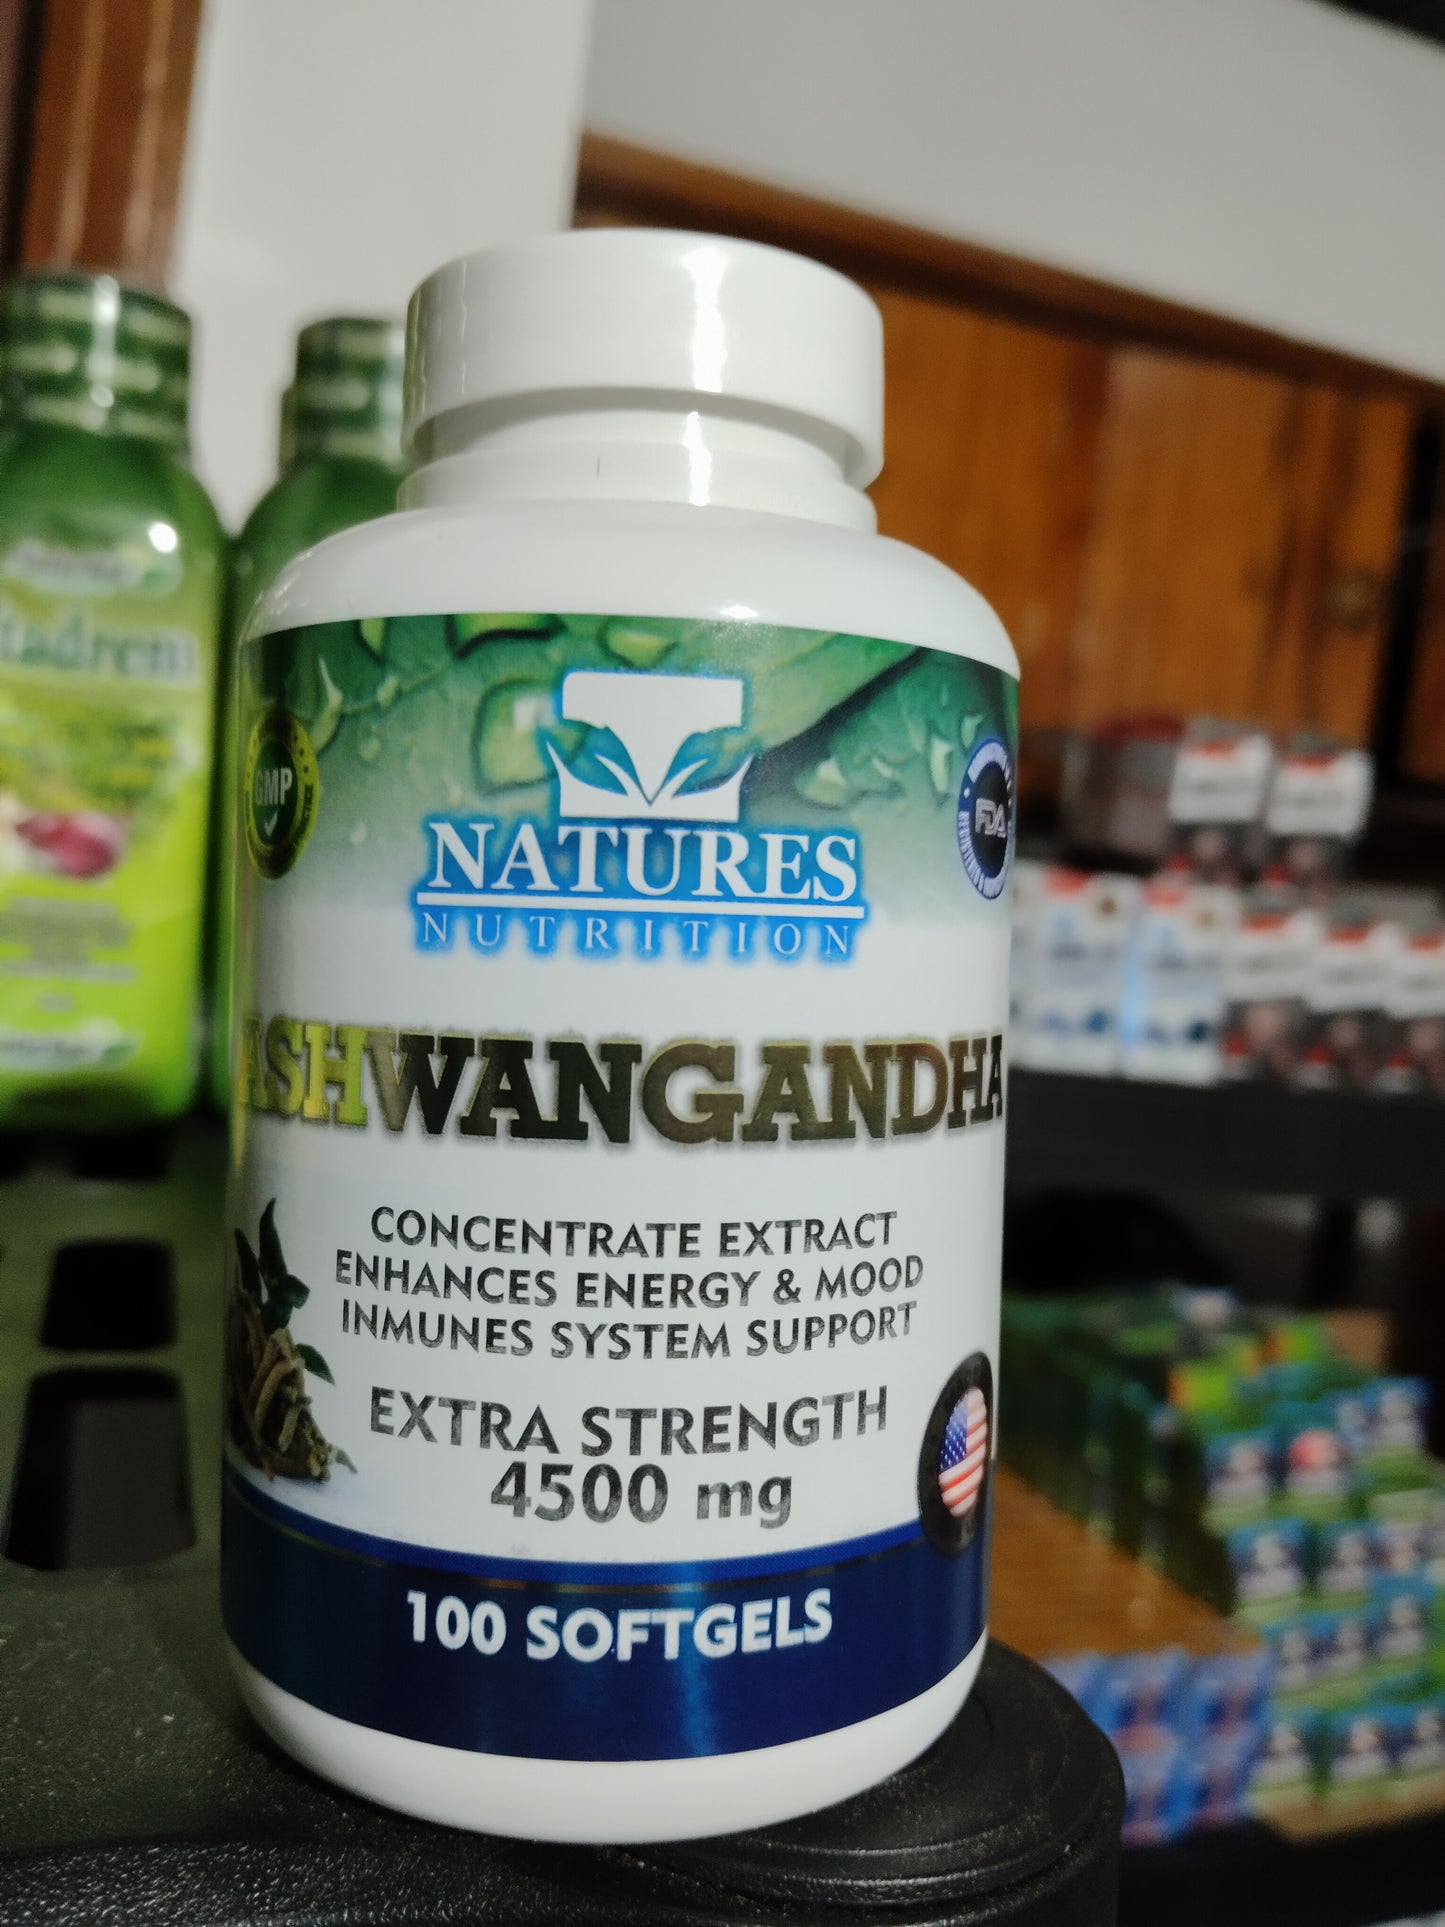 NATURES
NUTRITION
GMP
FDA
ASHWANGANDHA
CONCENTRATE EXTRACT
ENHANCES ENERGY & MOOD
INMUNES SYSTEM SUPPORT
EXTRA STRENGTH
4500 mg
100 SOFTGELS